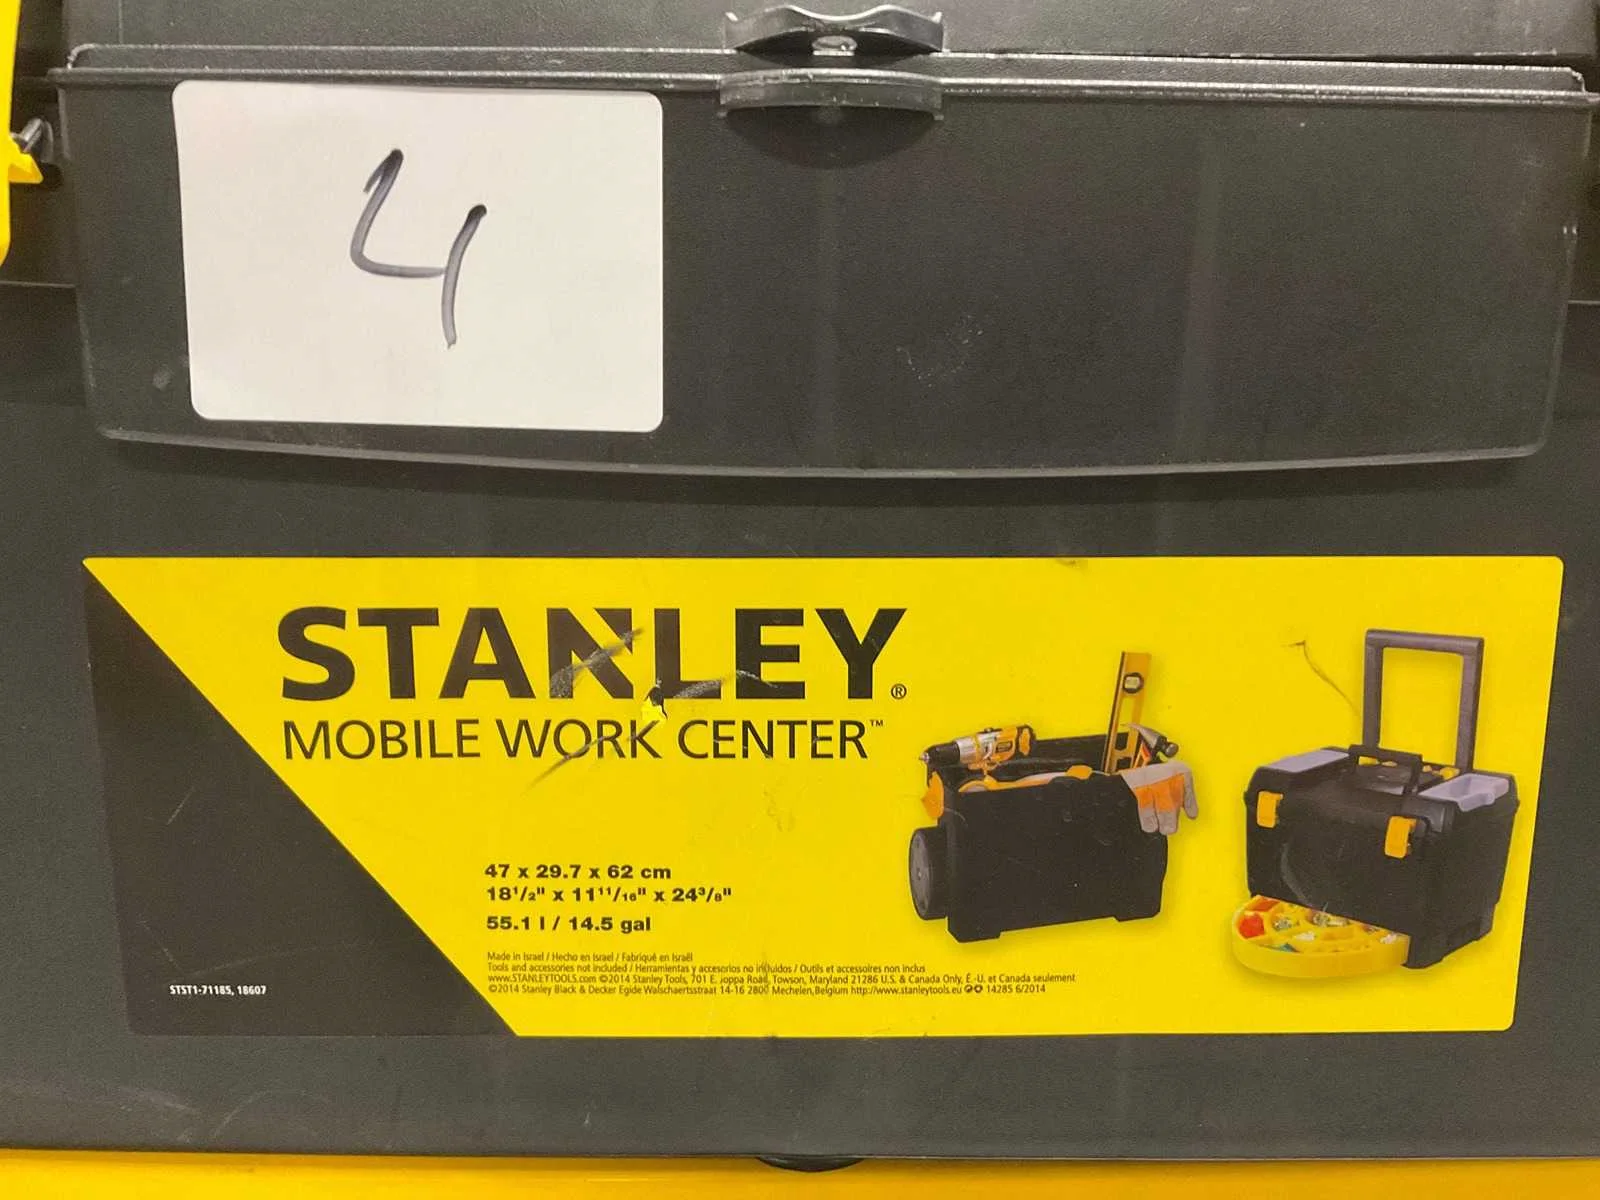 4
STANLEY®
MOBILE WORK CENTER™
47 x 29.7 x 62 cm
18¹/₂" x 11¹¹/₁₆" x 24³/₈"
55.1 l / 14.5 gal
Made in Israel / Hecho en Israel / Fabriqué en Israël
Tools and accessories not included / Herramientas y accesorios no incluidos / Outils et accessoires non inclus
www.STANLEYTOOLS.com ©2014 Stanley Tools, 701 E. Joppa Road, Towson, Maryland 21286 U.S. & Canada Only, É.-U. et Canada seulement
©2014 Stanley Black & Decker Egide Walschaertsstraat 14-16 2800 Mechelen, Belgium http://www.stanleytools.eu 14285 6/2014
STST1-71185, 18607